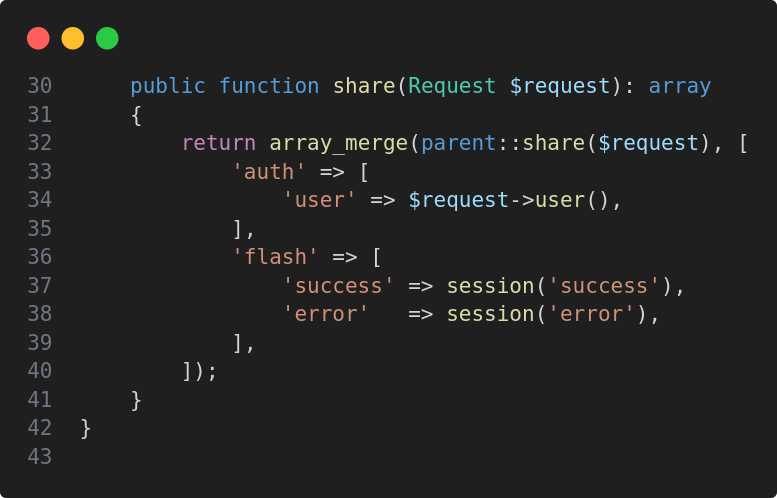 30      public function share(Request $request): array
31      {
32          return array_merge(parent::share($request), [
33              'auth' => [
34                  'user' => $request->user(),
35              ],
36              'flash' => [
37                  'success' => session('success'),
38                  'error'   => session('error'),
39              ],
40          ]);
41      }
42  }
43